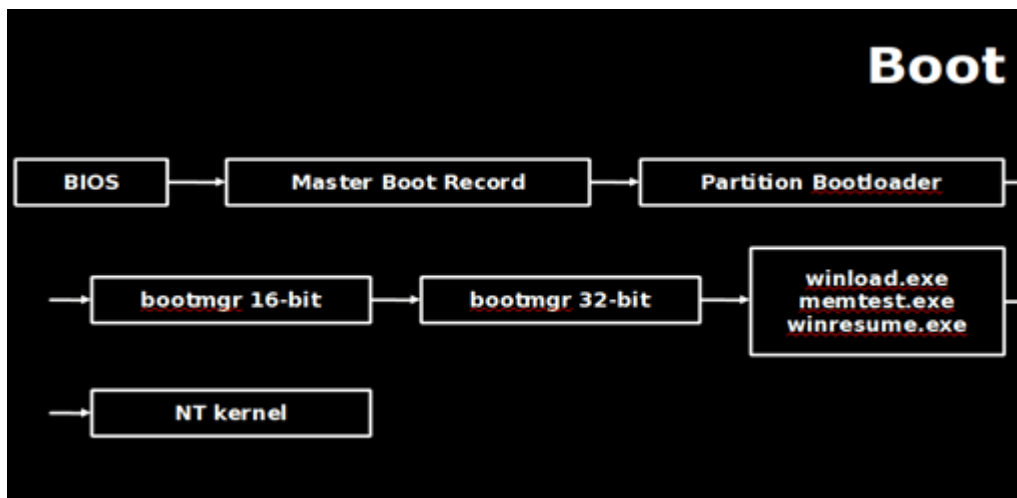 Boot
BIOS
Master Boot Record
Partition Bootloader
bootmgr 16-bit
bootmgr 32-bit
winload.exe
memtest.exe
winresume.exe
NT kernel